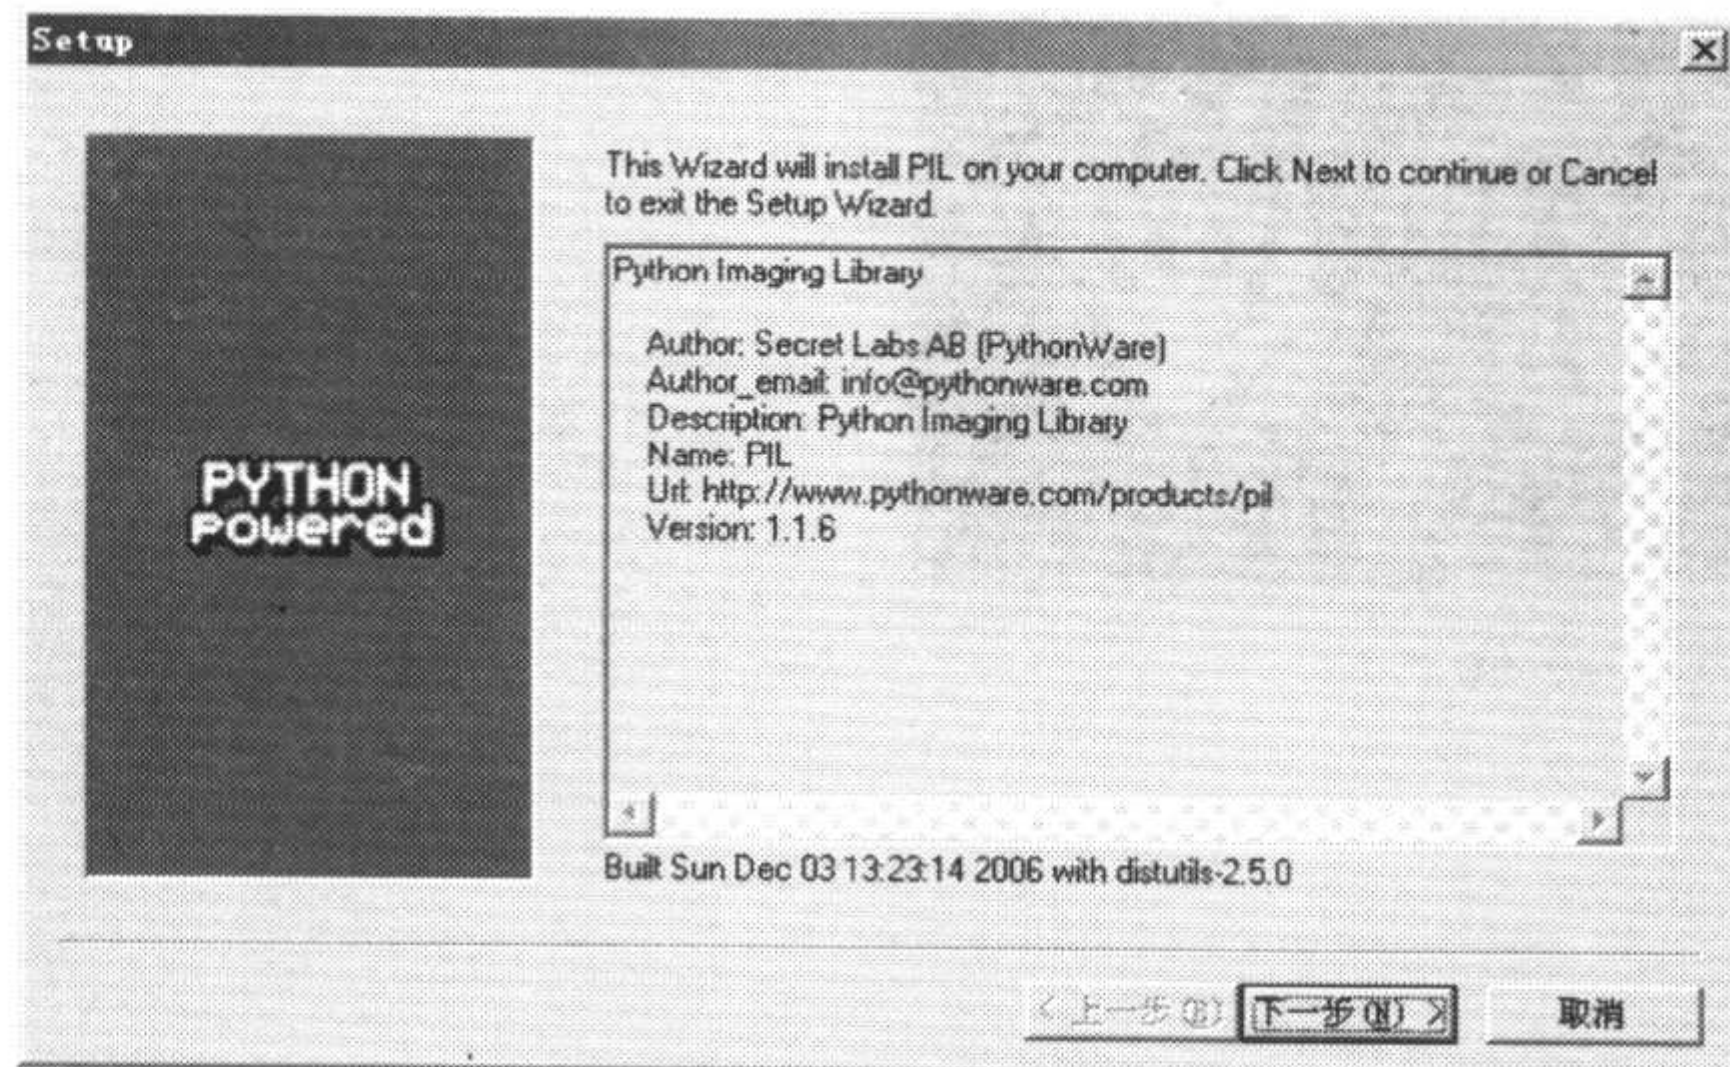 Setup
This Wizard will install PIL on your computer. Click Next to continue or Cancel
to exit the Setup Wizard.
Python Imaging Library
Author: Secret Labs AB (PythonWare)
Author_email: info@pythonware.com
Description: Python Imaging Library
Name: PIL
Url: http://www.pythonware.com/products/pil
Version: 1.1.6
PYTHON
powered
Built Sun Dec 03 13:23:14 2006 with distutils-2.5.0
< 上一步(B) 下一步(N) > 取消